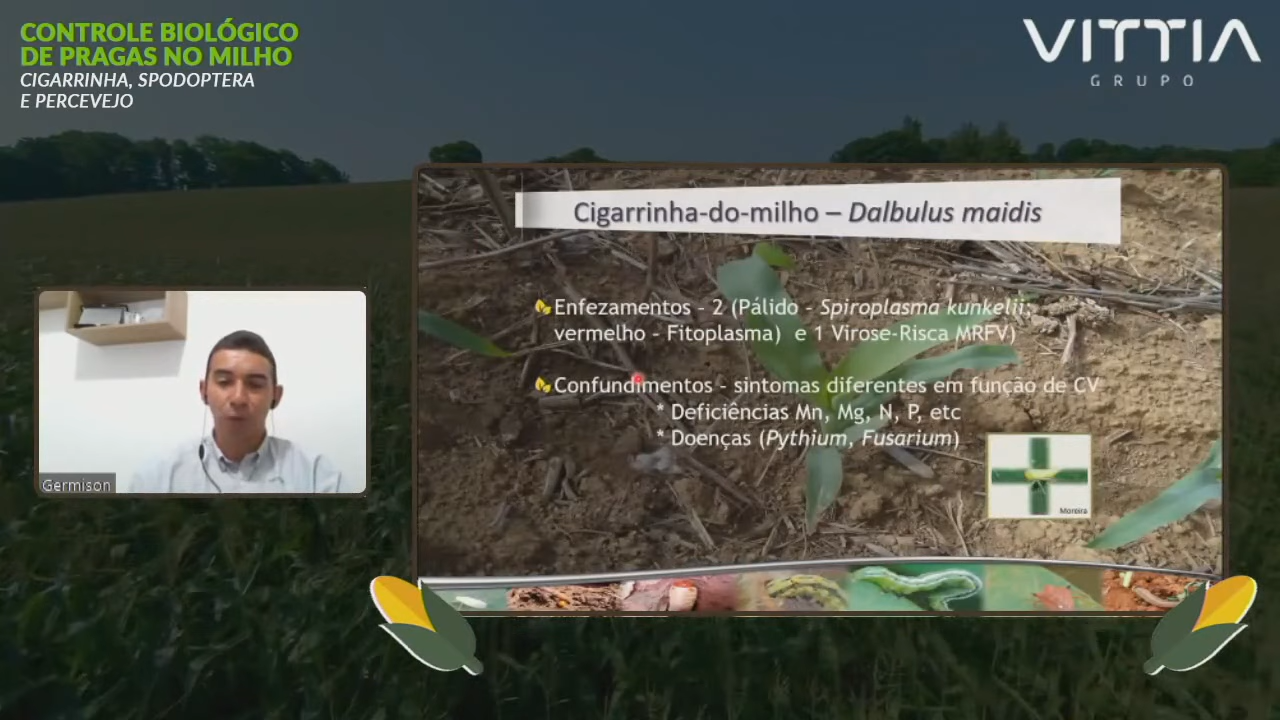 CONTROLE BIOLÓGICO
DE PRAGAS NO MILHO
CIGARRINHA, SPODOPTERA
E PERCEVEJO
VITTIA
GRUPO
Cigarrinha-do-milho – Dalbulus maidis
Enfezamentos - 2 (Pálido - Spiroplasma kunkelii;
vermelho - Fitoplasma) e 1 Virose-Risca MRFV)
Confundimentos - sintomas diferentes em função de CV
* Deficiências Mn, Mg, N, P, etc
* Doenças (Pythium, Fusarium)
Moreira
Germison